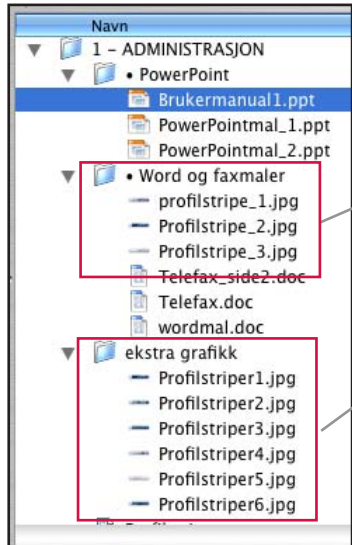 Navn
1 – ADMINISTRASJON
• PowerPoint
Brukermanual1.ppt
PowerPointmal_1.ppt
PowerPointmal_2.ppt
• Word og faxmaler
profilstripe_1.jpg
Profilstripe_2.jpg
Profilstripe_3.jpg
Telefax_side2.doc
Telefax.doc
wordmal.doc
ekstra grafikk
Profilstriper1.jpg
Profilstriper2.jpg
Profilstriper3.jpg
Profilstriper4.jpg
Profilstriper5.jpg
Profilstriper6.jpg